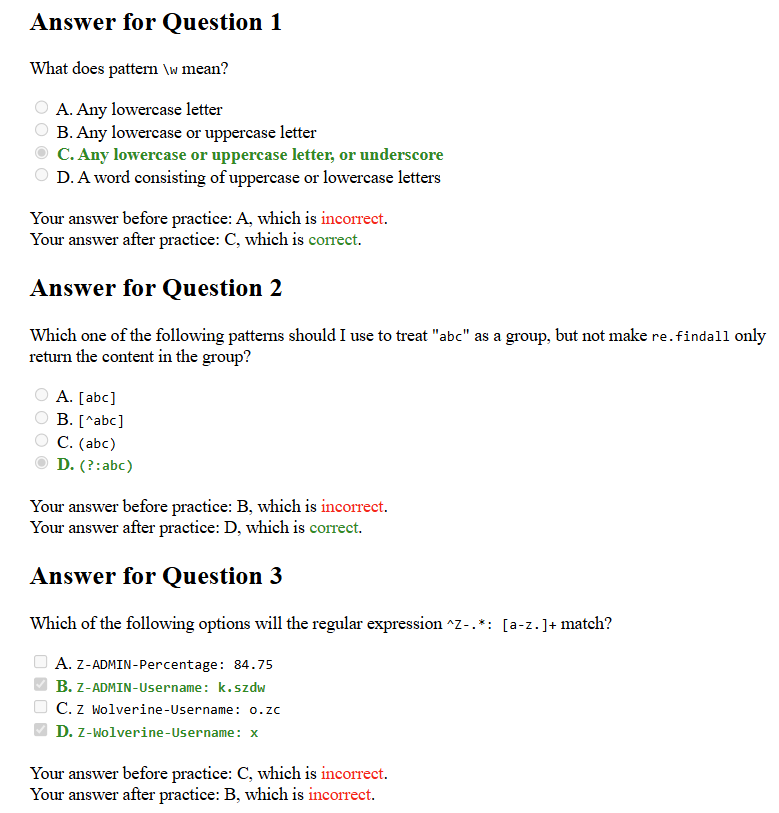 Answer for Question 1
What does pattern \w mean?
A. Any lowercase letter
B. Any lowercase or uppercase letter
C. Any lowercase or uppercase letter, or underscore
D. A word consisting of uppercase or lowercase letters
Your answer before practice: A, which is incorrect.
Your answer after practice: C, which is correct.
Answer for Question 2
Which one of the following patterns should I use to treat "abc" as a group, but not make re.findall only
return the content in the group?
A. [abc]
B. [^abc]
C. (abc)
D. (?:abc)
Your answer before practice: B, which is incorrect.
Your answer after practice: D, which is correct.
Answer for Question 3
Which of the following options will the regular expression ^Z-.*: [a-z.]+ match?
A. Z-ADMIN-Percentage: 84.75
B. Z-ADMIN-Username: k.szdw
C. Z Wolverine-Username: o.zc
D. Z-Wolverine-Username: x
Your answer before practice: C, which is incorrect.
Your answer after practice: B, which is incorrect.